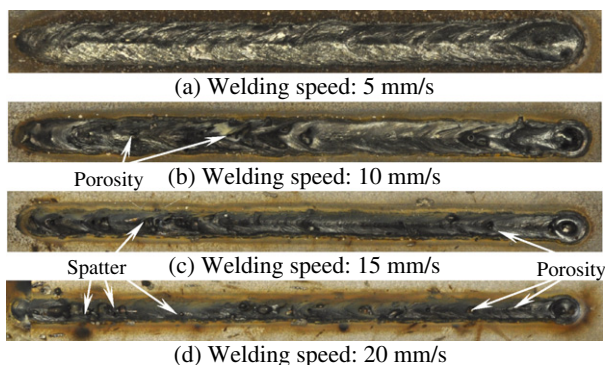 (a) Welding speed: 5 mm/s
Porosity
(b) Welding speed: 10 mm/s
(c) Welding speed: 15 mm/s
Spatter
Porosity
(d) Welding speed: 20 mm/s